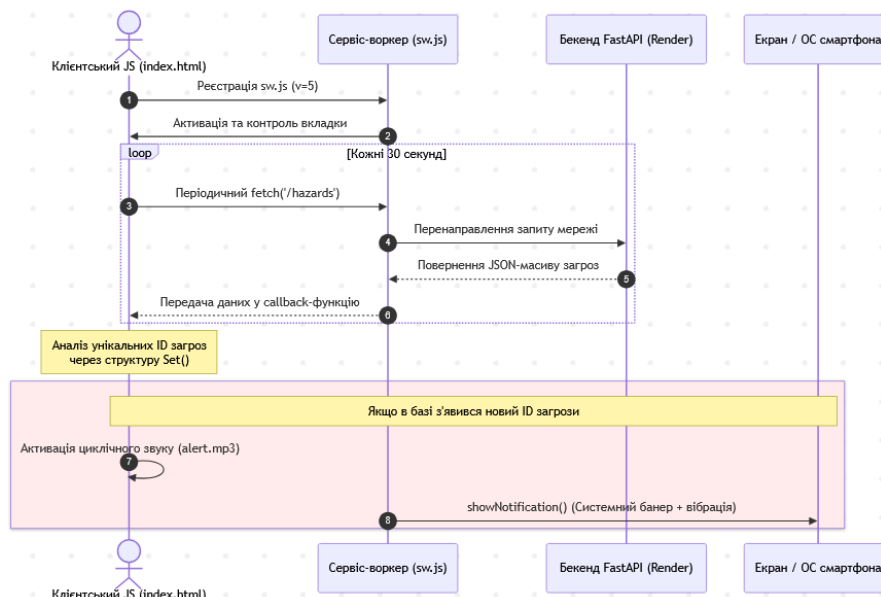 Клієнтський JS (index.html)
Сервіс-воркер (sw.js)
Бекенд FastAPI (Render)
Екран / ОС смартфона
Реєстрація sw.js (v=5)
1
Активація та контроль вкладки
2
loop
[Кожні 30 секунд]
Періодичний fetch('/hazards')
3
Перенаправлення запиту мережі
4
Повернення JSON-масиву загроз
5
Передача даних у callback-функцію
6
Аналіз унікальних ID загроз
через структуру Set()
Якщо в базі з'явився новий ID загрози
Активація циклічного звуку (alert.mp3)
7
showNotification() (Системний банер + вібрація)
8
Клієнтський JS (index.html)
Сервіс-воркер (sw.js)
Бекенд FastAPI (Render)
Екран / ОС смартфона